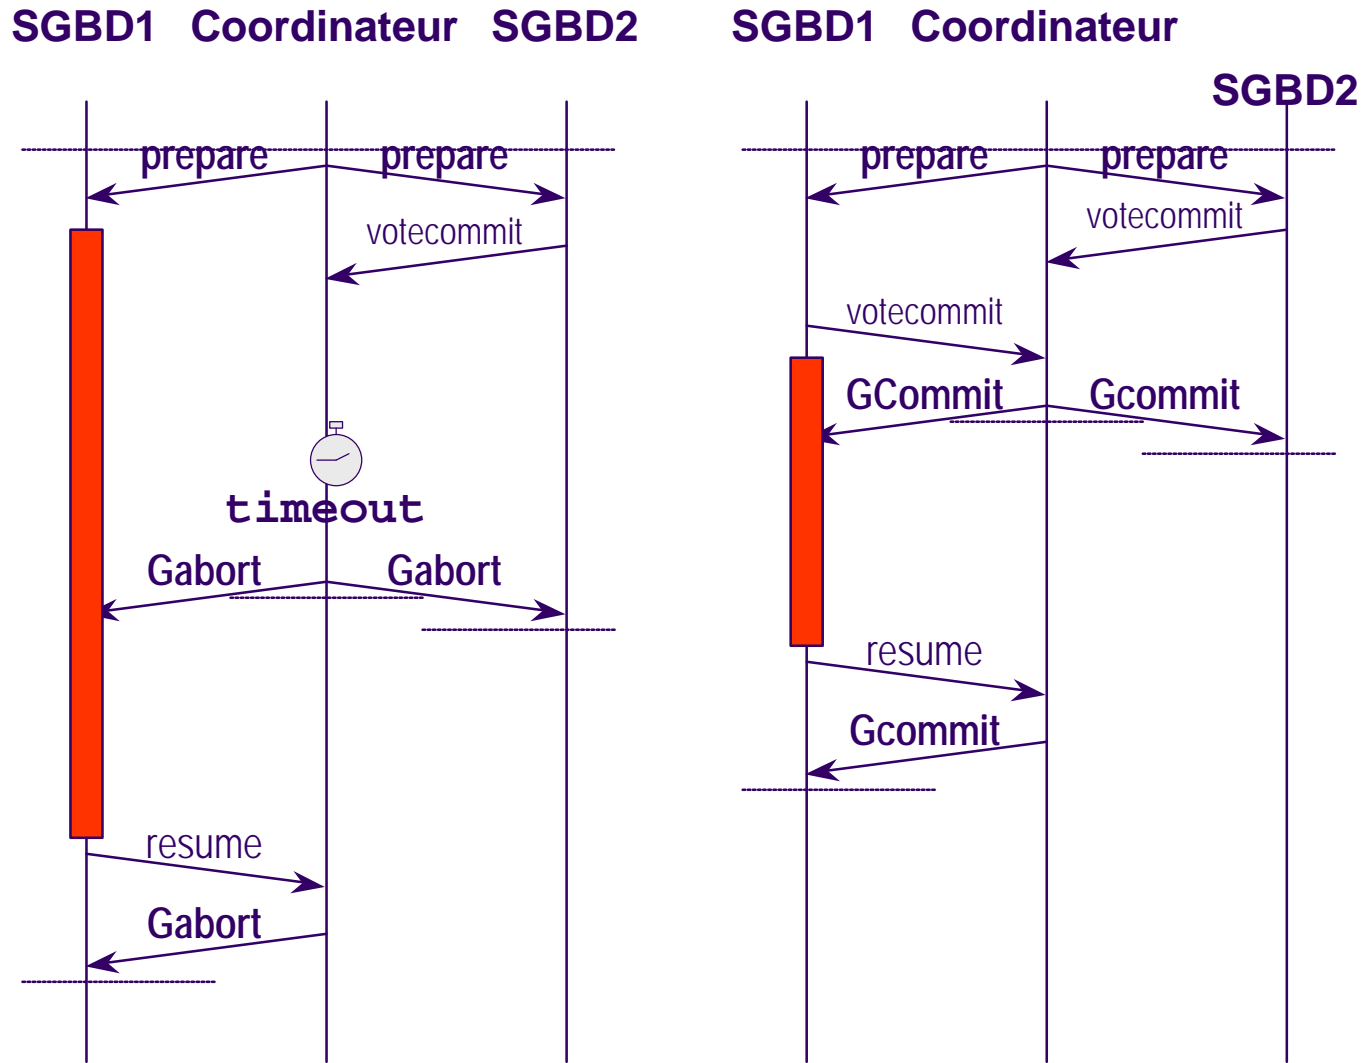 SGBD1 Coordinateur SGBD2
prepare prepare
votecommit
timeout
Gabort Gabort
resume
Gabort
SGBD1 Coordinateur
SGBD2
prepare prepare
votecommit
votecommit
GCommit Gcommit
resume
Gcommit